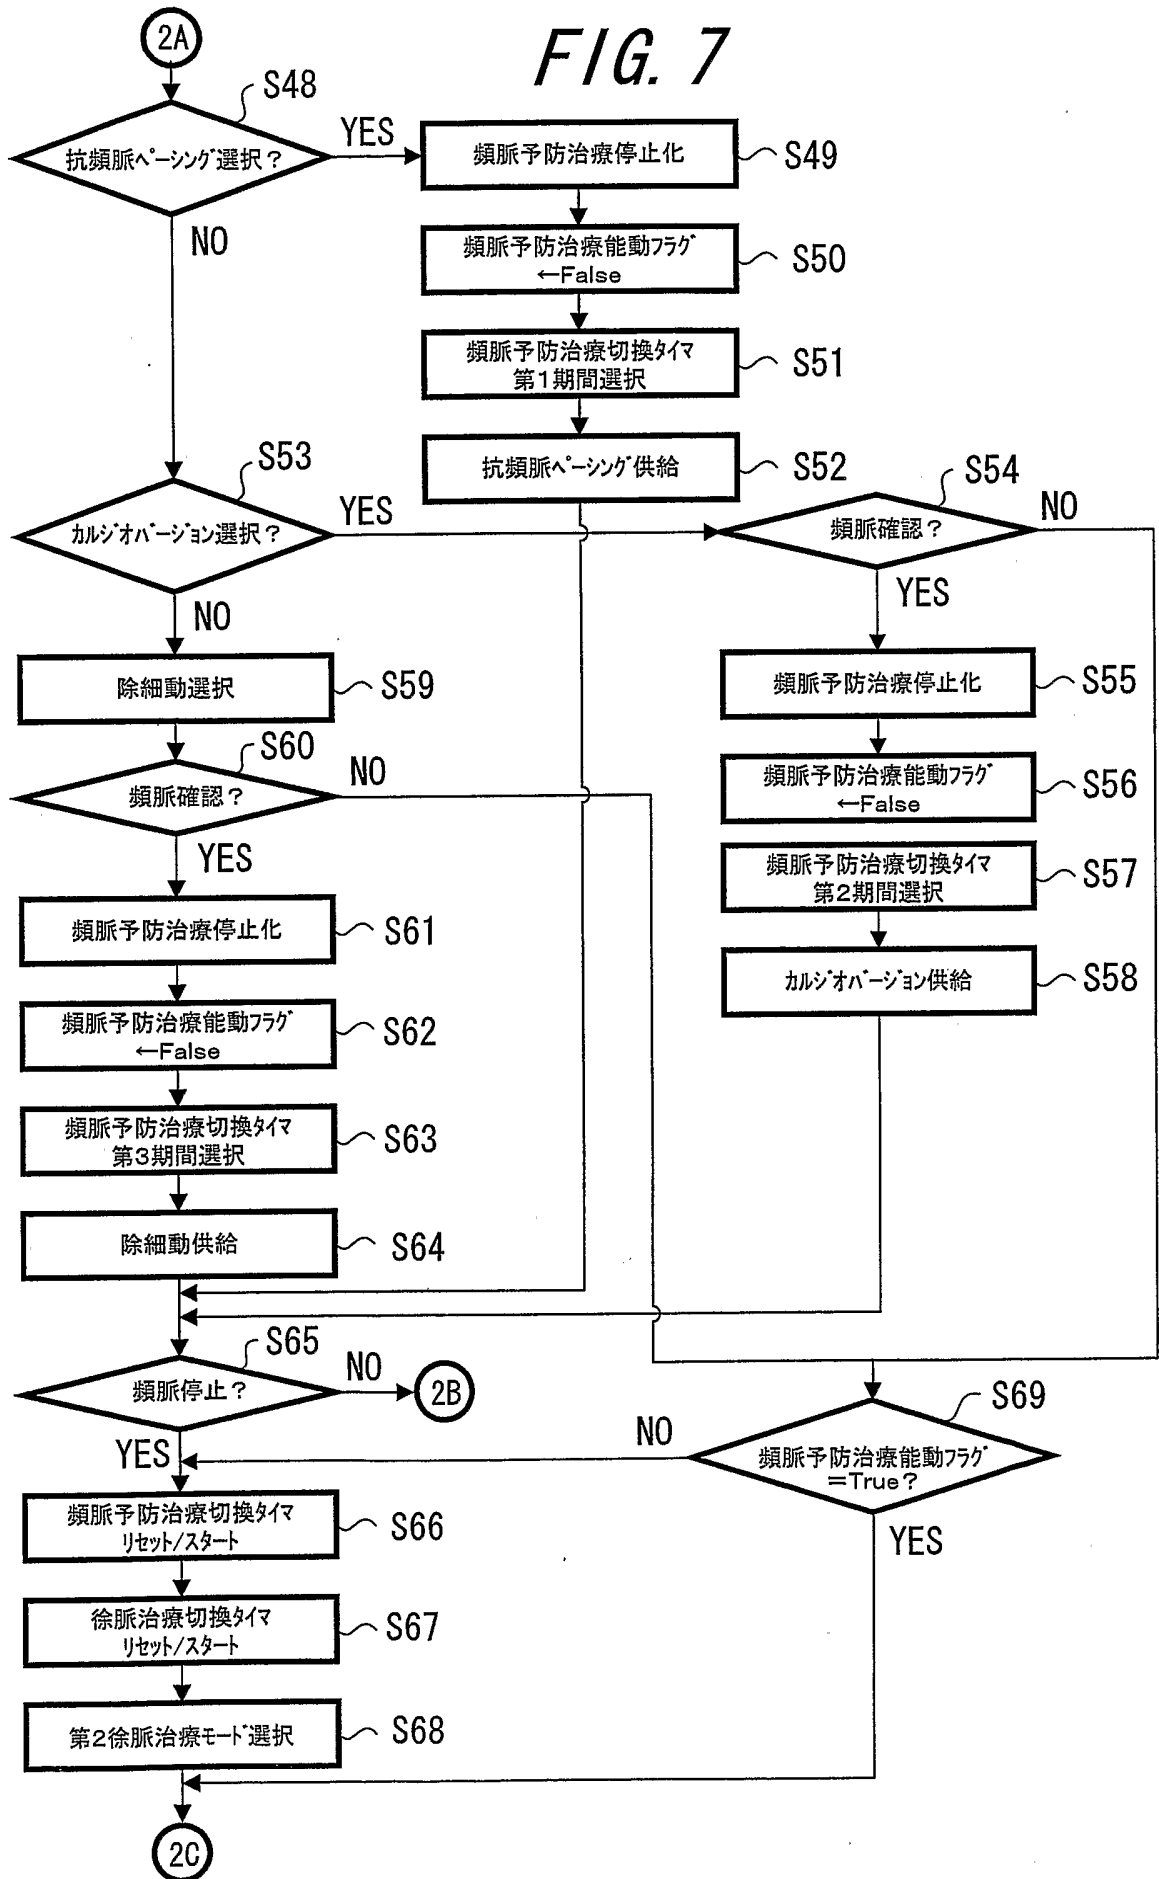 FIG. 7
2A
S48
抗頻脈ペーシング選択？
YES
NO
頻脈予防治療停止化
S49
頻脈予防治療能動フラグ
←False
S50
頻脈予防治療切換タイマ
第1期間選択
S51
抗頻脈ペーシング供給
S52
S53
カルジオバージョン選択？
YES
NO
S54
頻脈確認？
NO
YES
頻脈予防治療停止化
S55
頻脈予防治療能動フラグ
←False
S56
頻脈予防治療切換タイマ
第2期間選択
S57
カルジオバージョン供給
S58
除細動選択
S59
S60
頻脈確認？
NO
YES
頻脈予防治療停止化
S61
頻脈予防治療能動フラグ
←False
S62
頻脈予防治療切換タイマ
第3期間選択
S63
除細動供給
S64
S65
頻脈停止？
NO
2B
YES
S69
頻脈予防治療能動フラグ
＝True？
NO
YES
頻脈予防治療切換タイマ
リセット/スタート
S66
徐脈治療切換タイマ
リセット/スタート
S67
第2徐脈治療モード選択
S68
2C